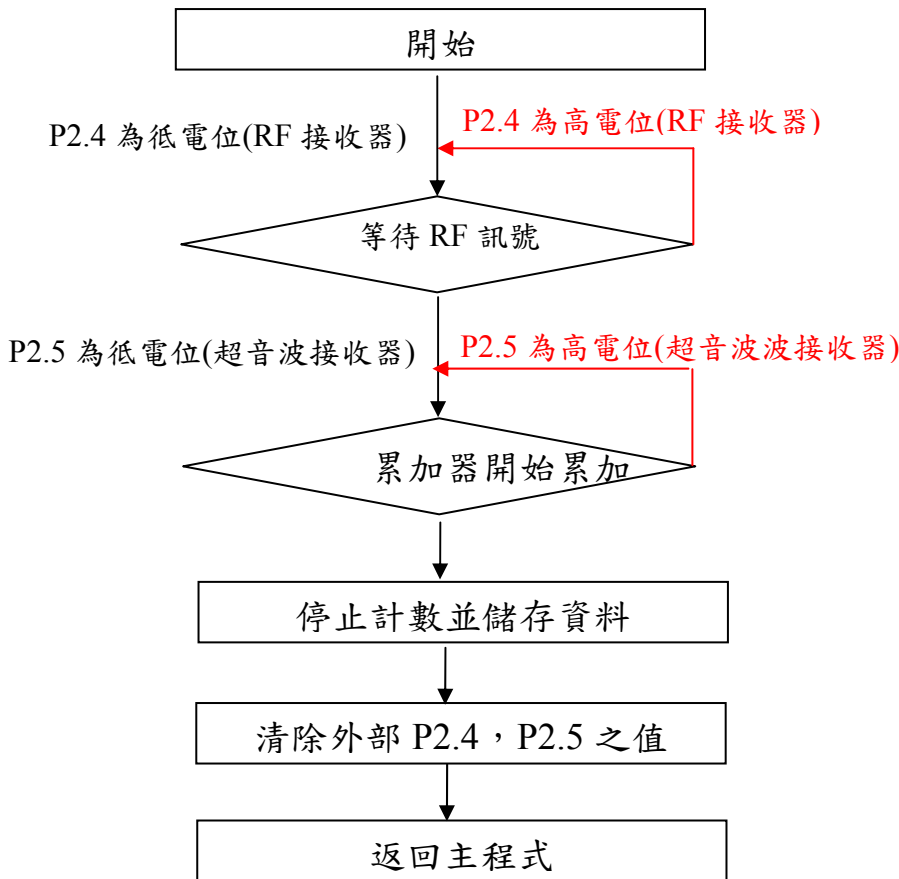 開始
P2.4 為低電位(RF 接收器)
P2.4 為高電位(RF 接收器)
等待 RF 訊號
P2.5 為低電位(超音波接收器)
P2.5 為高電位(超音波波接收器)
累加器開始累加
停止計數並儲存資料
清除外部 P2.4，P2.5 之值
返回主程式